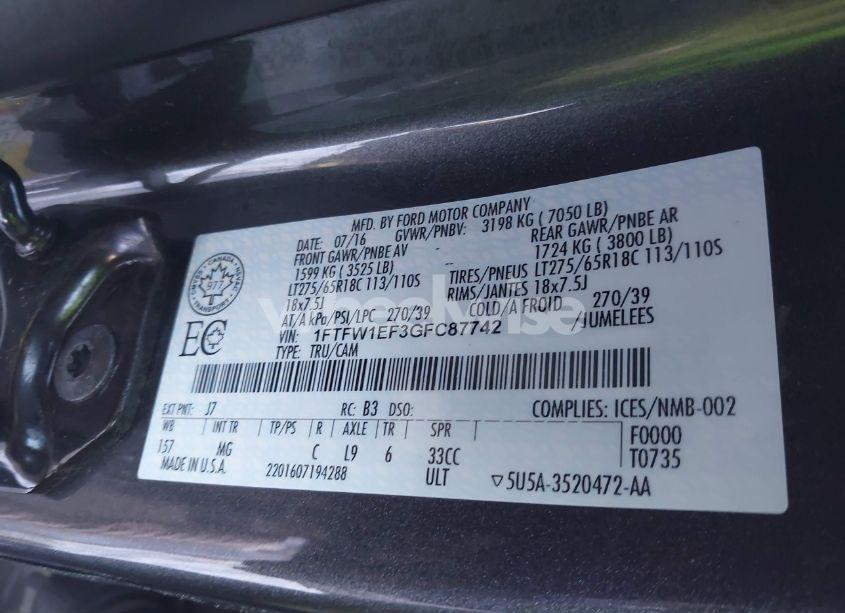 MFD. BY FORD MOTOR COMPANY
DATE: 07/16 GVWR/PNBV: 3198 KG ( 7050 LB)
FRONT GAWR/PNBE AV -- REAR GAWR/PNBE AR
1599 KG ( 3525 LB) 1724 KG ( 3800 LB)
LT275/65R18C 113/110S TIRES/PNEUS LT275/65R18C 113/110S
18x7.5J RIMS/JANTES 18x7.5J
AT/A kPa/PSI/LPC 270/39 COLD/A FROID 270/39
VIN: 1FTFW1EF3GFC87742 /JUMELEES
TYPE: TRU/CAM
CANADA
977
TRANSPORT
EC
wheelwise
EXT PNT: J7 RC: B3 DSO: COMPLIES: ICES/NMB-002
WB INT TR TP/PS R AXLE TR SPR F0000
157 MG C L9 6 33CC T0735
MADE IN U.S.A. 2201607194288 ULT ▽5U5A-3520472-AA